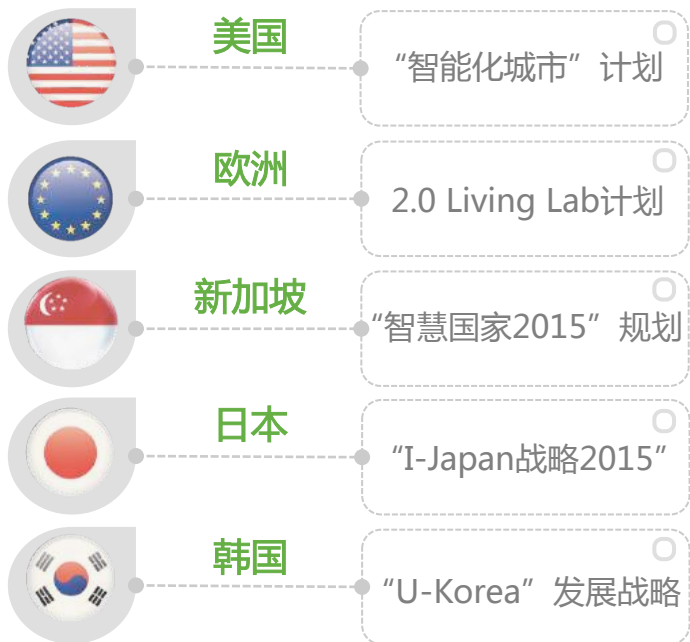 美国
“智能化城市”计划
欧洲
2.0 Living Lab计划
新加坡
“智慧国家2015”规划
日本
“I-Japan战略2015”
韩国
“U-Korea”发展战略